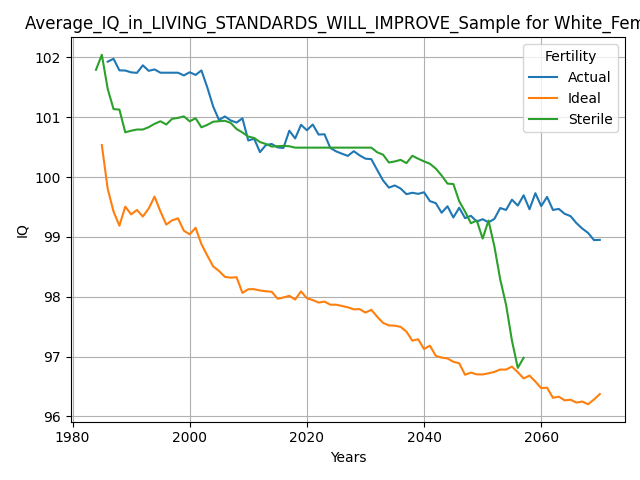 Average_IQ_in_LIVING_STANDARDS_WILL_IMPROVE_Sample for White_Fem
Fertility
Actual
Ideal
Sterile
102
101
100
99
98
97
96
IQ
1980
2000
2020
2040
2060
Years